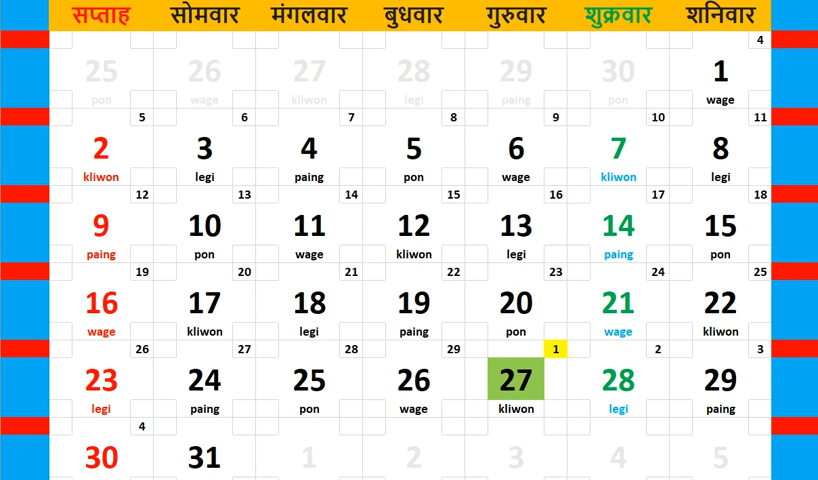 सप्ताह सोमवार मंगलवार बुधवार गुरुवार शुक्रवार शनिवार
4
25 26 27 28 29 30 1
pon wage kliwon legi paing pon wage
5 6 7 8 9 10 11
2 3 4 5 6 7 8
kliwon legi paing pon wage kliwon legi
12 13 14 15 16 17 18
9 10 11 12 13 14 15
paing pon wage kliwon legi paing pon
19 20 21 22 23 24 25
16 17 18 19 20 21 22
wage kliwon legi paing pon wage kliwon
26 27 28 29 1 2 3
23 24 25 26 27 28 29
legi paing pon wage kliwon legi paing
4
30 31 1 2 3 4 5